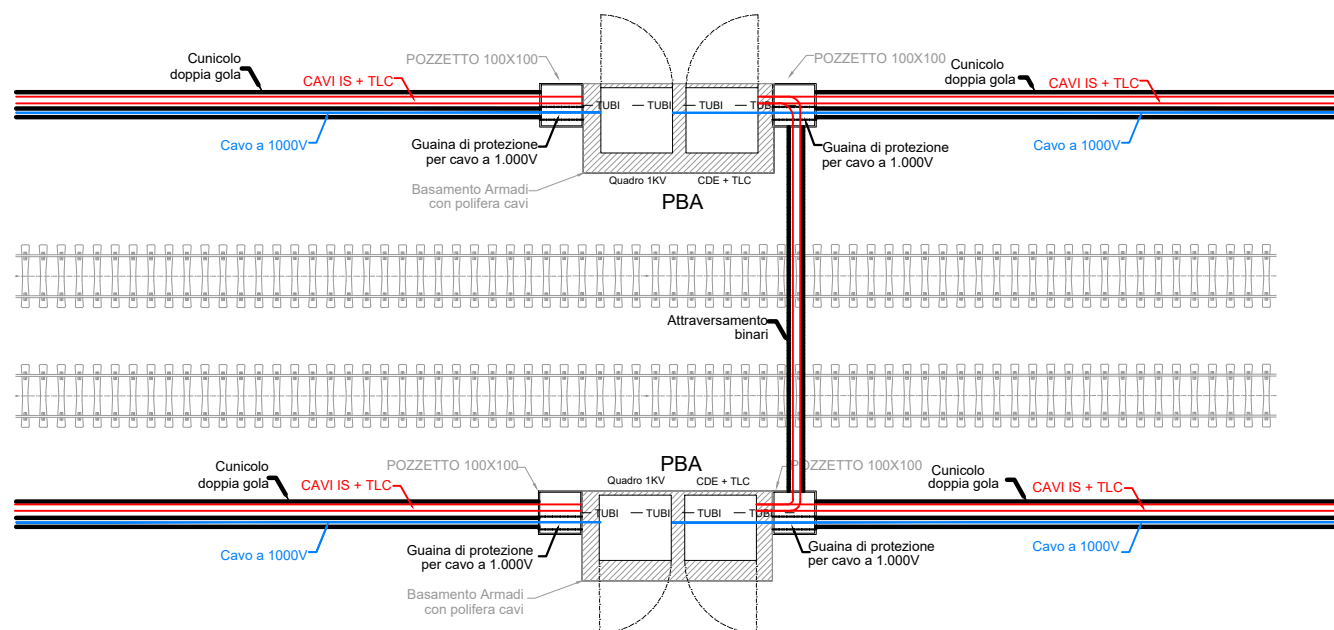 Cunicolo
doppia gola
CAVI IS + TLC
POZZETTO 100X100
POZZETTO 100X100
Cunicolo
doppia gola
CAVI IS + TLC
TUBI
TUBI
TUBI
TUBI
Cavo a 1000V
Guaina di protezione
per cavo a 1.000V
Guaina di protezione
per cavo a 1.000V
Cavo a 1000V
Basamento Armadi
con polifera cavi
Quadro 1KV
CDE + TLC
PBA
Attraversamento
binari
Cunicolo
doppia gola
CAVI IS + TLC
POZZETTO 100X100
PBA
Quadro 1KV
CDE + TLC
POZZETTO 100X100
Cunicolo
doppia gola
CAVI IS + TLC
TUBI
TUBI
TUBI
TUBI
Cavo a 1000V
Guaina di protezione
per cavo a 1.000V
Guaina di protezione
per cavo a 1.000V
Cavo a 1000V
Basamento Armadi
con polifera cavi